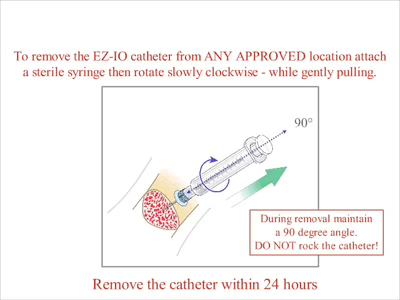 To remove the EZ-IO catheter from ANY APPROVED location attach
a sterile syringe then rotate slowly clockwise - while gently pulling.
90°
During removal maintain
a 90 degree angle.
DO NOT rock the catheter!
Remove the catheter within 24 hours